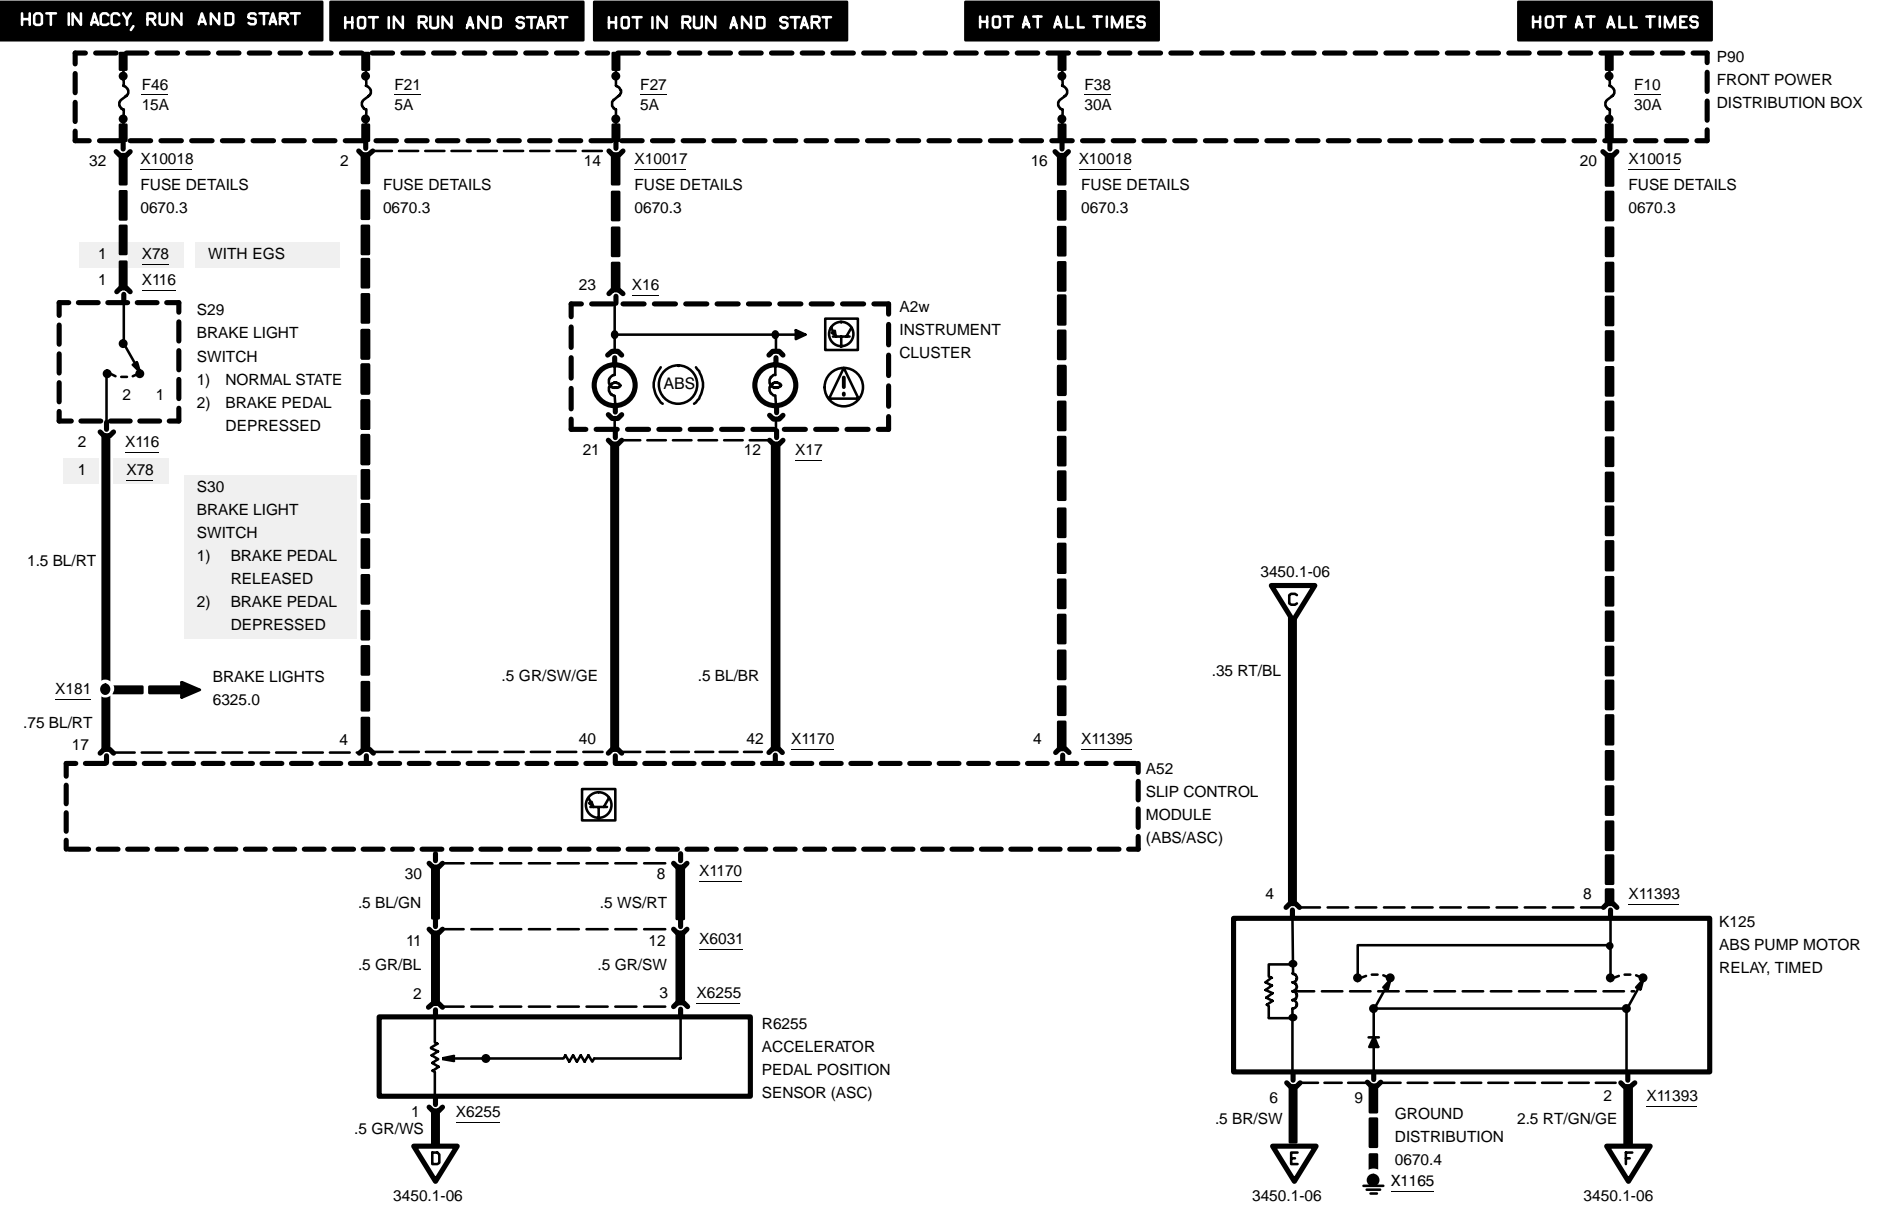 HOT IN ACCY, RUN AND START
HOT IN RUN AND START
HOT IN RUN AND START
HOT AT ALL TIMES
HOT AT ALL TIMES
P90
FRONT POWER
DISTRIBUTION BOX
F46
15A
F21
5A
F27
5A
F38
30A
F10
30A
32
X10018
FUSE DETAILS
0670.3
2
FUSE DETAILS
0670.3
14
X10017
FUSE DETAILS
0670.3
16
X10018
FUSE DETAILS
0670.3
20
X10015
FUSE DETAILS
0670.3
1
X78
WITH EGS
1
X116
S29
BRAKE LIGHT
SWITCH
1) NORMAL STATE
2) BRAKE PEDAL
DEPRESSED
2
1
2
X116
1
X78
S30
BRAKE LIGHT
SWITCH
1) BRAKE PEDAL
RELEASED
2) BRAKE PEDAL
DEPRESSED
1.5 BL/RT
X181
BRAKE LIGHTS
6325.0
.75 BL/RT
23
X16
A2w
INSTRUMENT
CLUSTER
ABS
!
21
12
X17
.5 GR/SW/GE
.5 BL/BR
3450.1-06
C
.35 RT/BL
17
4
40
42
X1170
4
X11395
A52
SLIP CONTROL
MODULE
(ABS/ASC)
30
8
X1170
.5 BL/GN
.5 WS/RT
11
12
X6031
.5 GR/BL
.5 GR/SW
2
3
X6255
R6255
ACCELERATOR
PEDAL POSITION
SENSOR (ASC)
1
X6255
.5 GR/WS
D
3450.1-06
4
8
X11393
K125
ABS PUMP MOTOR
RELAY, TIMED
6
9
2
X11393
.5 BR/SW
GROUND
DISTRIBUTION
0670.4
X1165
2.5 RT/GN/GE
E
3450.1-06
F
3450.1-06